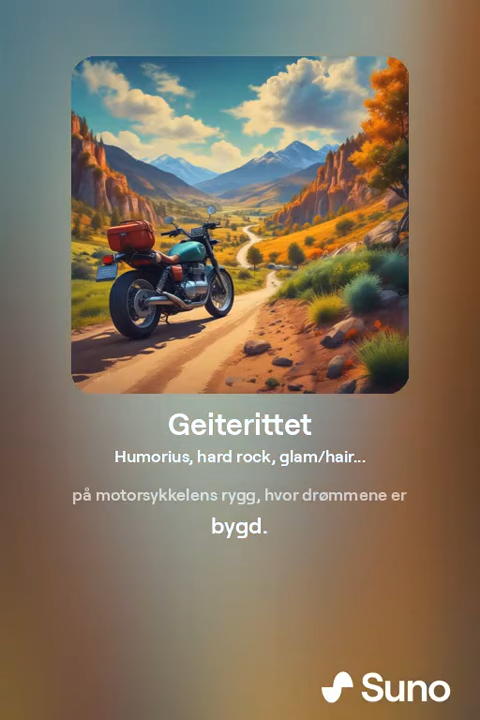 Geiterittet
Humorius, hard rock, glam/hair...
på motorsykkelens rygg, hvor drømmene er
bygd.
Suno